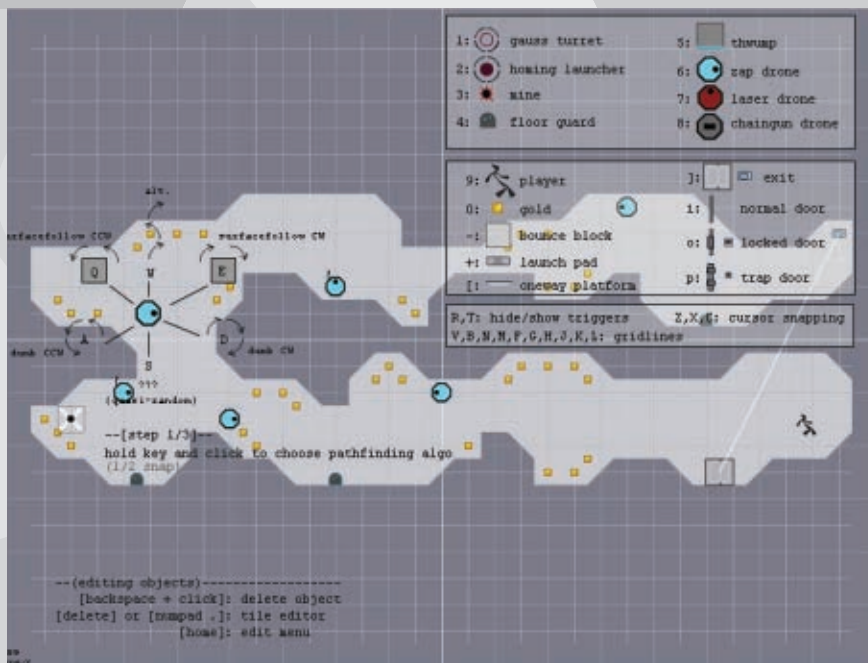 1: gauss turret
2: homing launcher
3: mine
4: floor guard
5: thwump
6: zap drone
7: laser drone
8: chaingun drone
9: player
0: gold
-: bounce block
+: launch pad
[: oneway platform
]: exit
i: normal door
o: locked door
p: trap door
R,T: hide/show triggers
Z,X,C: cursor snapping
V,B,N,M,F,G,H,J,K,L: gridlines
alt.
surfacefollow CCW
surfacefollow CW
Q
W
E
A
D
dumb CCW
dumb CW
S
???
(quasi-random)
--[step 1/3]--
hold key and click to choose pathfinding algo
(1/2 snap)
--(editing objects)-----------------
[backspace + click]: delete object
[delete] or [numpad .]: tile editor
[home]: edit menu